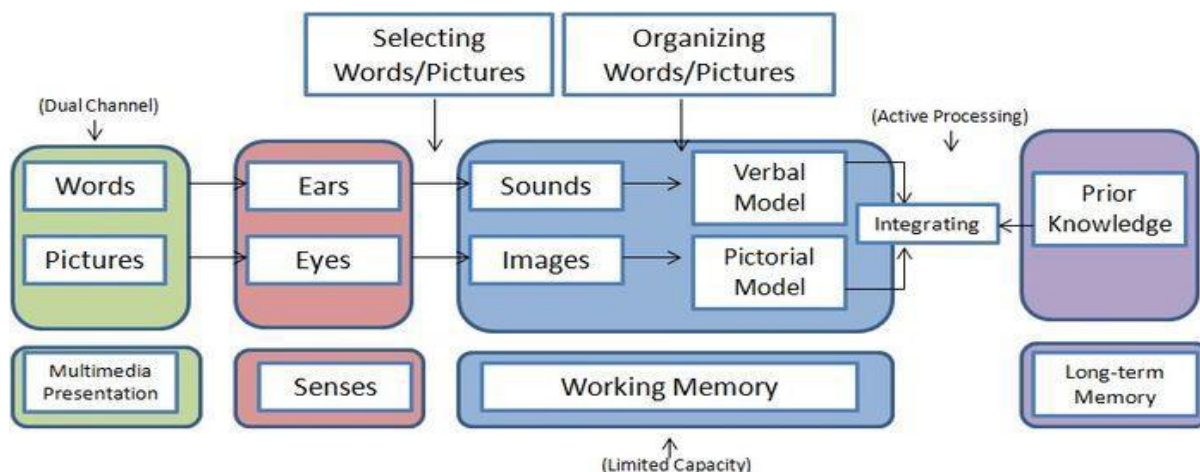 Selecting
Words/Pictures
Organizing
Words/Pictures
(Dual Channel)
(Active Processing)
Words
Ears
Sounds
Verbal
Model
Prior
Knowledge
Integrating
Pictures
Eyes
Images
Pictorial
Model
Multimedia
Presentation
Senses
Working Memory
Long-term
Memory
(Limited Capacity)